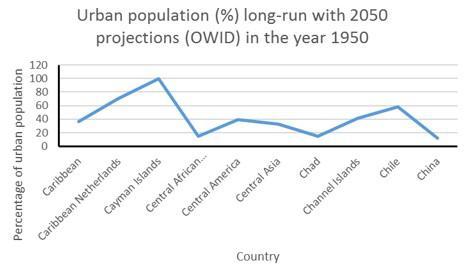 Urban population (%) long-run with 2050
projections (OWID) in the year 1950
Percentage of urban population
120
100
80
60
40
20
0
Caribbean
Caribbean Netherlands
Cayman Islands
Central African...
Central America
Central Asia
Chad
Channel Islands
Chile
China
Country